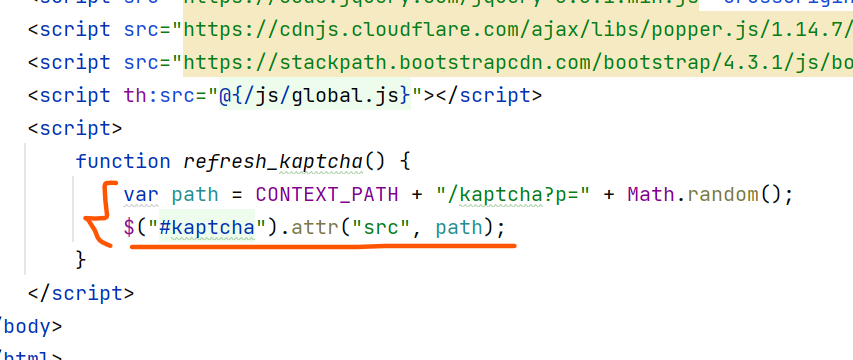 <script src="https://code.jquery.com/jquery-3.3.1.min.js" crossorigin
<script src="https://cdnjs.cloudflare.com/ajax/libs/popper.js/1.14.7/
<script src="https://stackpath.bootstrapcdn.com/bootstrap/4.3.1/js/bo
<script th:src="@{/js/global.js}"></script>
<script>
function refresh_kaptcha() {
var path = CONTEXT_PATH + "/kaptcha?p=" + Math.random();
$("#kaptcha").attr("src", path);
}
</script>
/body>
/html>